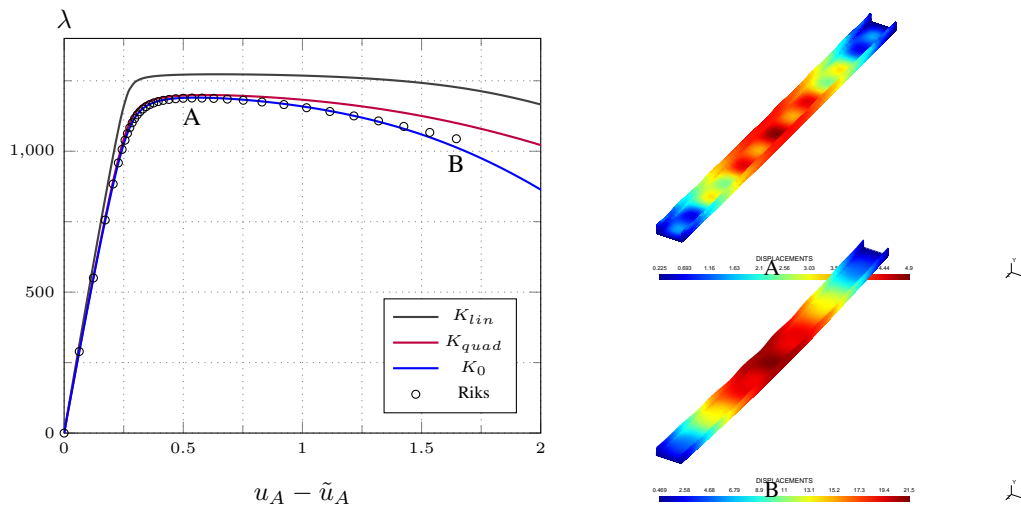 λ
1,000
500
0
0 0.5 1 1.5 2
A
B
K_lin
K_quad
K_0
Riks
u_A − ũ_A
DISPLACEMENTS
0.225 0.693 1.16 1.63 2.1 3.03 4.44 4.9
A
Y
DISPLACEMENTS
0.469 2.58 4.68 6.79 8.9 11 13.1 15.2 17.3 19.4 21.5
B
Y